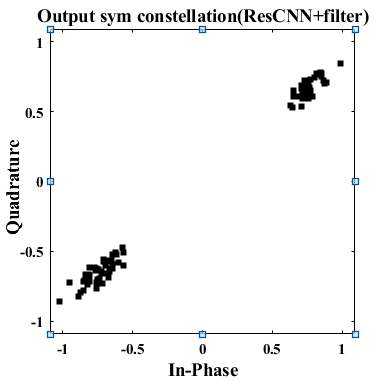 Output sym constellation(ResCNN+filter)
1
0.5
0
-0.5
-1
Quadrature
-1 -0.5 0 0.5 1
In-Phase